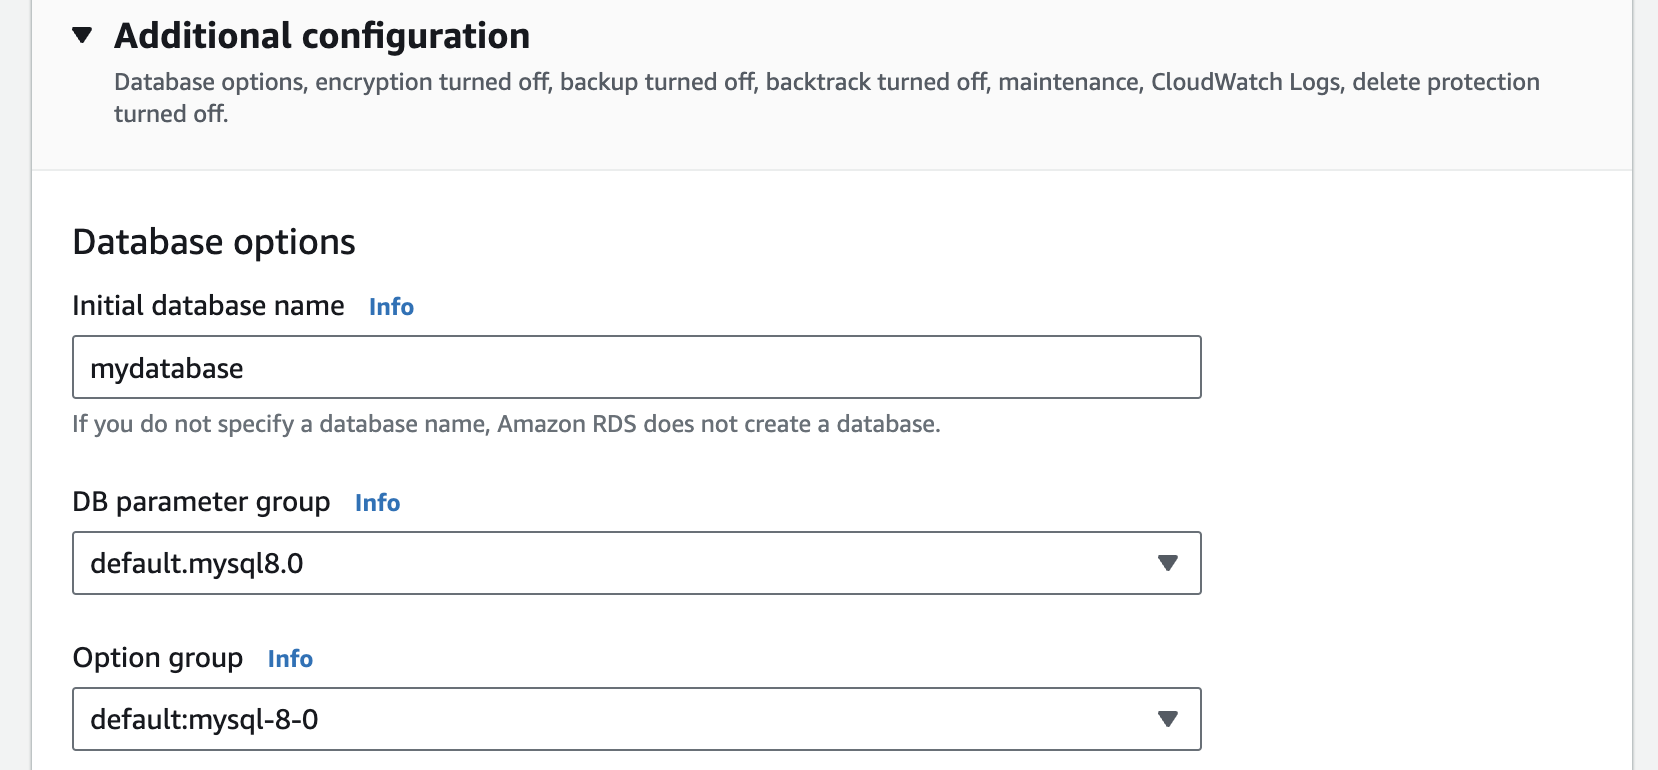 Additional configuration
Database options, encryption turned off, backup turned off, backtrack turned off, maintenance, CloudWatch Logs, delete protection
turned off.
Database options
Initial database name Info
mydatabase
If you do not specify a database name, Amazon RDS does not create a database.
DB parameter group Info
default.mysql8.0
Option group Info
default:mysql-8-0